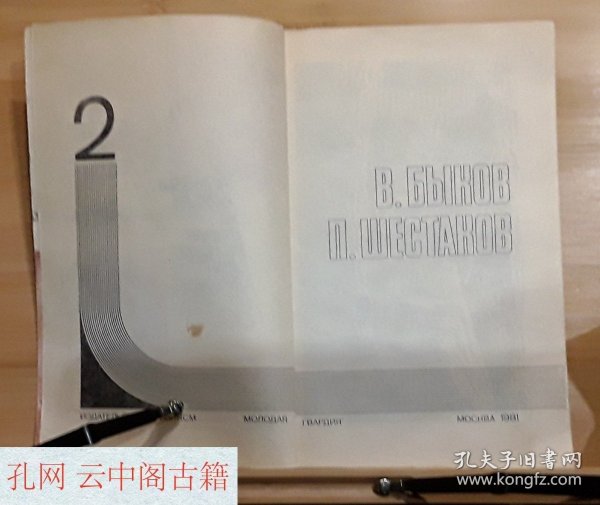 2
В. БЫКОВ
П. ШЕСТАКОВ
МОЛОДАЯ ГВАРДИЯ МОСКВА 1981
孔网 云中阁古籍
孔夫子旧书网
www.kongfz.com